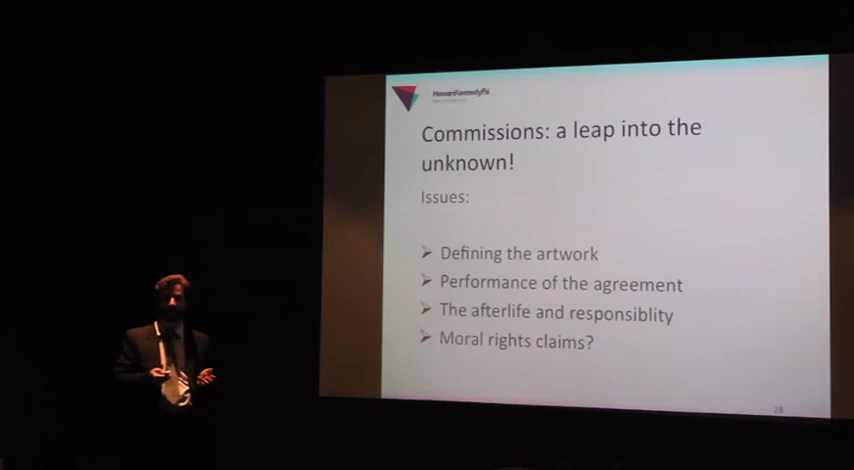 HowardKennedyFsi
Commissions: a leap into the
unknown!
Issues:
➢ Defining the artwork
➢ Performance of the agreement
➢ The afterlife and responsiblity
➢ Moral rights claims?
28